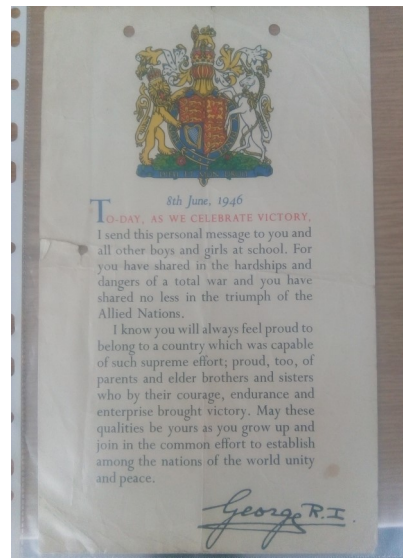 8th June, 1946
TO-DAY, AS WE CELEBRATE VICTORY,
I send this personal message to you and
all other boys and girls at school. For
you have shared in the hardships and
dangers of a total war and you have
shared no less in the triumph of the
Allied Nations.
I know you will always feel proud to
belong to a country which was capable
of such supreme effort; proud, too, of
parents and elder brothers and sisters
who by their courage, endurance and
enterprise brought victory. May these
qualities be yours as you grow up and
join in the common effort to establish
among the nations of the world unity
and peace.
George R.I.